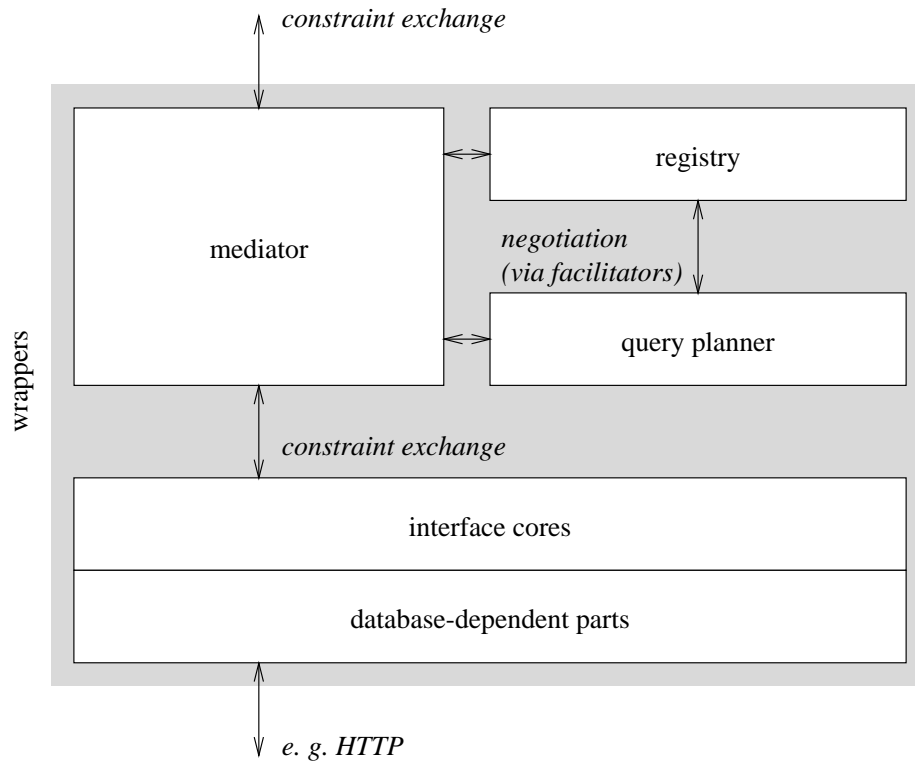 constraint exchange
registry
mediator
negotiation
(via facilitators)
query planner
wrappers
constraint exchange
interface cores
database-dependent parts
e. g. HTTP